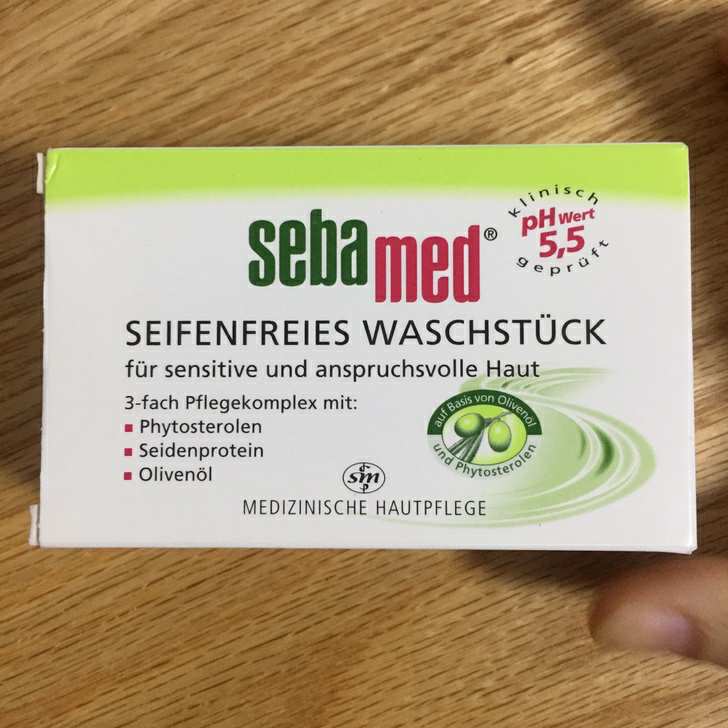 klinisch
pH Wert
5,5
geprüft
sebamed®
SEIFENFREIES WASCHSTÜCK
für sensitive und anspruchsvolle Haut
3-fach Pflegekomplex mit:
Phytosterolen
Seidenprotein
Olivenöl
auf Basis von Olivenöl
und Phytosterolen
sm
MEDIZINISCHE HAUTPFLEGE